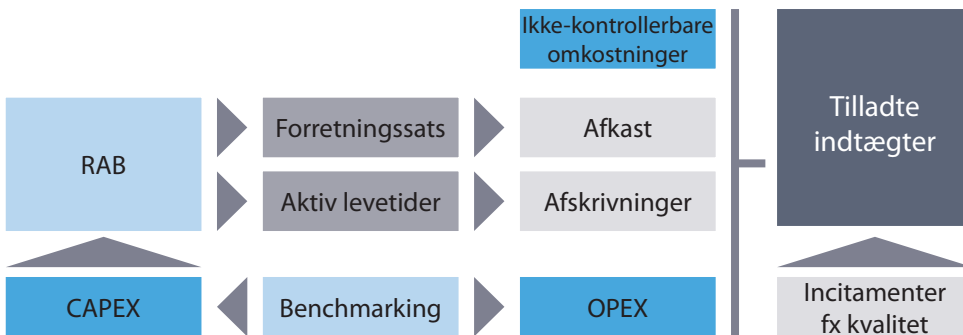 Ikke-kontrollerbare
omkostninger
Tilladte
indtægter
RAB
Forretningssats
Afkast
Aktiv levetider
Afskrivninger
CAPEX
Benchmarking
OPEX
Incitamenter
fx kvalitet